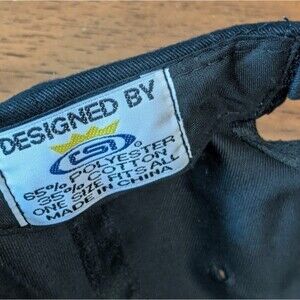 DESIGNED BY
®
65% POLYESTER
35% COTTON
ONE SIZE FITS ALL
MADE IN CHINA